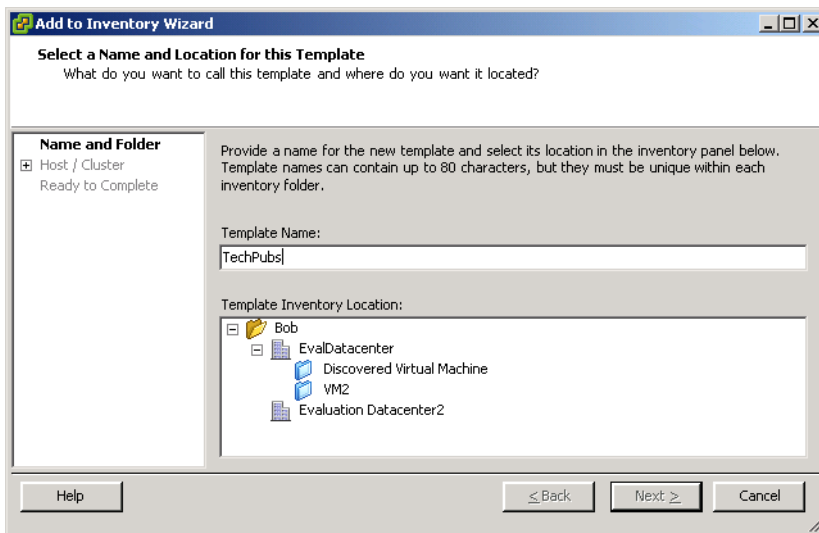 Add to Inventory Wizard
Select a Name and Location for this Template
What do you want to call this template and where do you want it located?
Name and Folder
Host / Cluster
Ready to Complete
Provide a name for the new template and select its location in the inventory panel below.
Template names can contain up to 80 characters, but they must be unique within each
inventory folder.
Template Name:
TechPubs
Template Inventory Location:
Bob
EvalDatacenter
Discovered Virtual Machine
VM2
Evaluation Datacenter2
Help
< Back
Next >
Cancel